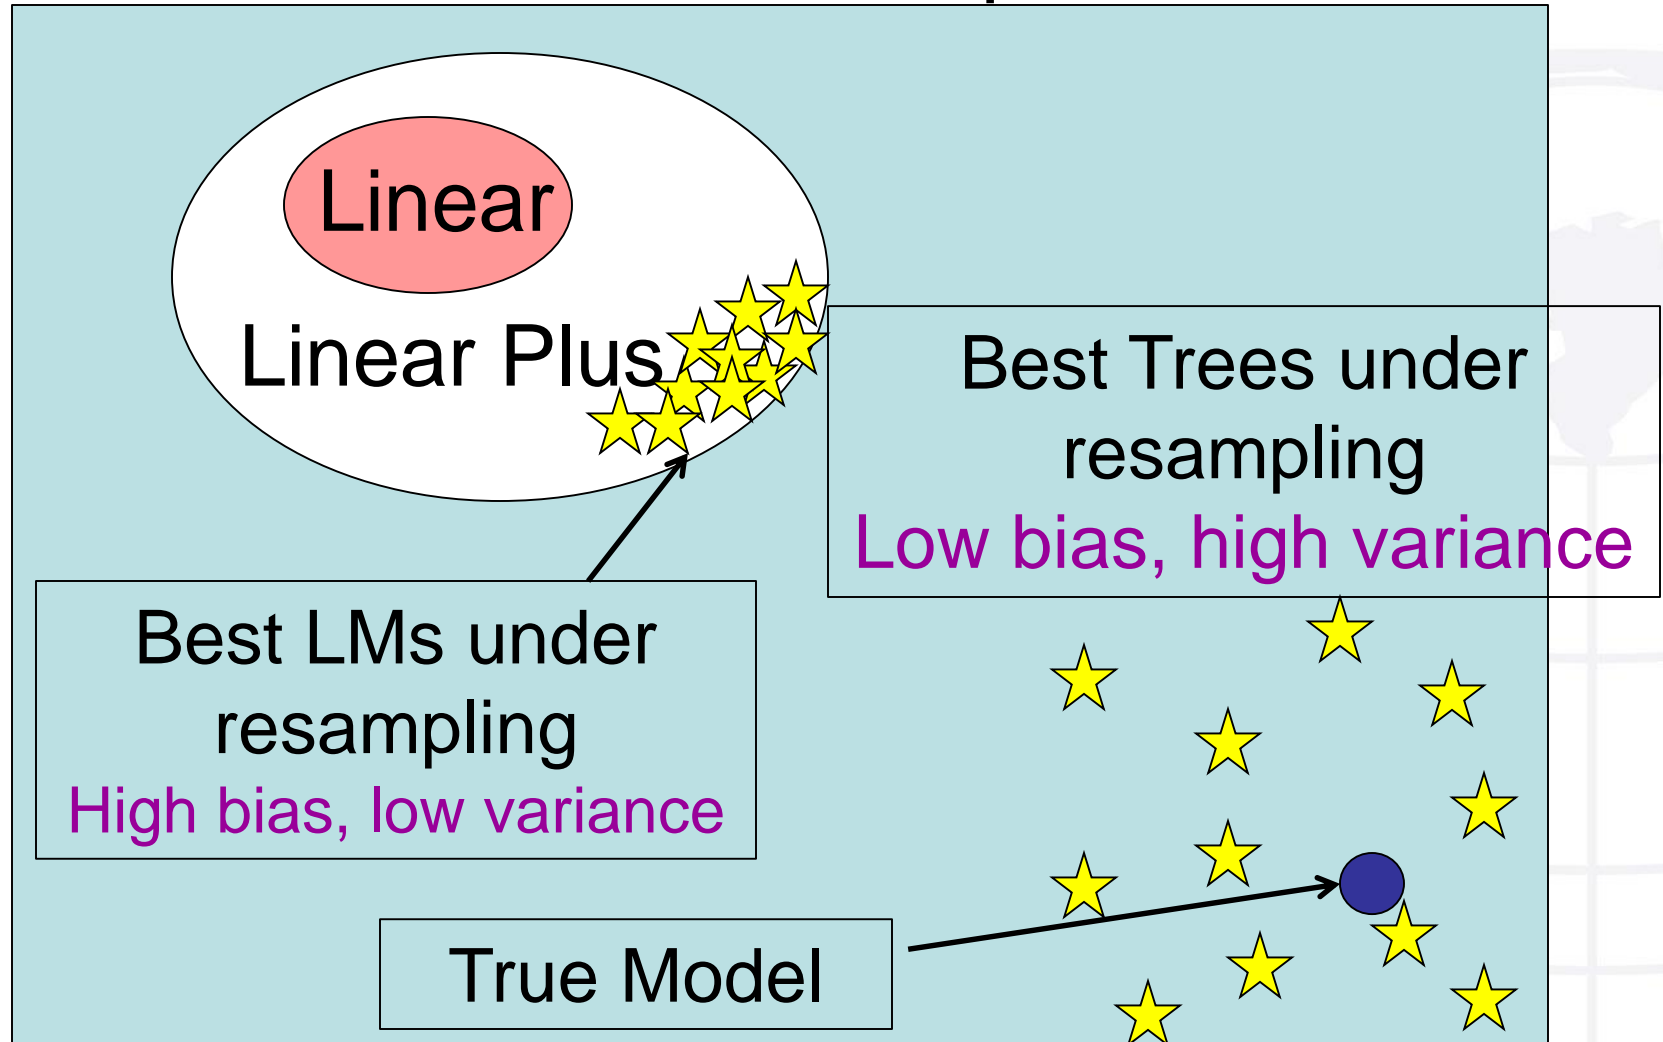 Linear
Linear Plus
Best Trees under
resampling
Low bias, high variance
Best LMs under
resampling
High bias, low variance
True Model